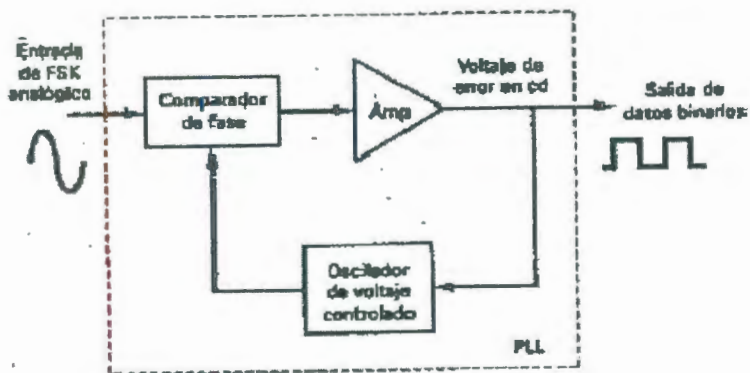 Entrada
de FSK
analógico
Comparador
de fase
Amp
Voltaje de
error en cd
Salida de
datos binarios
Oscilador
de voltaje
controlado
PLL